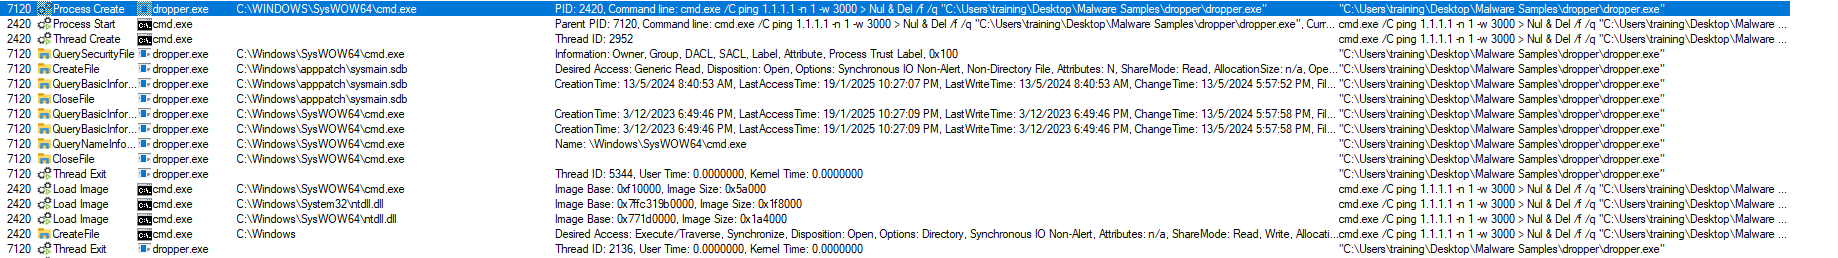 7120 Process Create dropper.exe C:\WINDOWS\SysWOW64\cmd.exe PID: 2420, Command line: cmd.exe /C ping 1.1.1.1 -n 1 -w 3000 > Nul & Del /f /q "C:\Users\training\Desktop\Malware Samples\dropper\dropper.exe" "C:\Users\training\Desktop\Malware Samples\dropper\dropper.exe"
2420 Process Start cmd.exe Parent PID: 7120, Command line: cmd.exe /C ping 1.1.1.1 -n 1 -w 3000 > Nul & Del /f /q "C:\Users\training\Desktop\Malware Samples\dropper\dropper.exe", Curr... cmd.exe /C ping 1.1.1.1 -n 1 -w 3000 > Nul & Del /f /q "C:\Users\training\Desktop\Malware ...
2420 Thread Create cmd.exe Thread ID: 2952 cmd.exe /C ping 1.1.1.1 -n 1 -w 3000 > Nul & Del /f /q "C:\Users\training\Desktop\Malware ...
7120 QuerySecurityFile dropper.exe C:\Windows\SysWOW64\cmd.exe Information: Owner, Group, DACL, SACL, Label, Attribute, Process Trust Label, 0x100 "C:\Users\training\Desktop\Malware Samples\dropper\dropper.exe"
7120 CreateFile dropper.exe C:\Windows\apppatch\sysmain.sdb Desired Access: Generic Read, Disposition: Open, Options: Synchronous IO Non-Alert, Non-Directory File, Attributes: N, ShareMode: Read, AllocationSize: n/a, Ope... "C:\Users\training\Desktop\Malware Samples\dropper\dropper.exe"
7120 QueryBasicInfor... dropper.exe C:\Windows\apppatch\sysmain.sdb CreationTime: 13/5/2024 8:40:53 AM, LastAccessTime: 19/1/2025 10:27:07 PM, LastWriteTime: 13/5/2024 8:40:53 AM, ChangeTime: 13/5/2024 5:57:52 PM, Fil... "C:\Users\training\Desktop\Malware Samples\dropper\dropper.exe"
7120 CloseFile dropper.exe C:\Windows\apppatch\sysmain.sdb "C:\Users\training\Desktop\Malware Samples\dropper\dropper.exe"
7120 QueryBasicInfor... dropper.exe C:\Windows\SysWOW64\cmd.exe CreationTime: 3/12/2023 6:49:46 PM, LastAccessTime: 19/1/2025 10:27:09 PM, LastWriteTime: 3/12/2023 6:49:46 PM, ChangeTime: 13/5/2024 5:57:58 PM, Fil... "C:\Users\training\Desktop\Malware Samples\dropper\dropper.exe"
7120 QueryBasicInfor... dropper.exe C:\Windows\SysWOW64\cmd.exe CreationTime: 3/12/2023 6:49:46 PM, LastAccessTime: 19/1/2025 10:27:09 PM, LastWriteTime: 3/12/2023 6:49:46 PM, ChangeTime: 13/5/2024 5:57:58 PM, Fil... "C:\Users\training\Desktop\Malware Samples\dropper\dropper.exe"
7120 QueryNameInfo... dropper.exe C:\Windows\SysWOW64\cmd.exe Name: \Windows\SysWOW64\cmd.exe "C:\Users\training\Desktop\Malware Samples\dropper\dropper.exe"
7120 CloseFile dropper.exe C:\Windows\SysWOW64\cmd.exe "C:\Users\training\Desktop\Malware Samples\dropper\dropper.exe"
7120 Thread Exit dropper.exe Thread ID: 5344, User Time: 0.0000000, Kernel Time: 0.0000000 "C:\Users\training\Desktop\Malware Samples\dropper\dropper.exe"
2420 Load Image cmd.exe C:\Windows\SysWOW64\cmd.exe Image Base: 0xf10000, Image Size: 0x5a000 cmd.exe /C ping 1.1.1.1 -n 1 -w 3000 > Nul & Del /f /q "C:\Users\training\Desktop\Malware ...
2420 Load Image cmd.exe C:\Windows\System32\ntdll.dll Image Base: 0x7ffc319b0000, Image Size: 0x1f8000 cmd.exe /C ping 1.1.1.1 -n 1 -w 3000 > Nul & Del /f /q "C:\Users\training\Desktop\Malware ...
2420 Load Image cmd.exe C:\Windows\SysWOW64\ntdll.dll Image Base: 0x771d0000, Image Size: 0x1a4000 cmd.exe /C ping 1.1.1.1 -n 1 -w 3000 > Nul & Del /f /q "C:\Users\training\Desktop\Malware ...
2420 CreateFile cmd.exe C:\Windows Desired Access: Execute/Traverse, Synchronize, Disposition: Open, Options: Directory, Synchronous IO Non-Alert, Attributes: n/a, ShareMode: Read, Write, Allocati... cmd.exe /C ping 1.1.1.1 -n 1 -w 3000 > Nul & Del /f /q "C:\Users\training\Desktop\Malware ...
7120 Thread Exit dropper.exe Thread ID: 2136, User Time: 0.0000000, Kernel Time: 0.0000000 "C:\Users\training\Desktop\Malware Samples\dropper\dropper.exe"